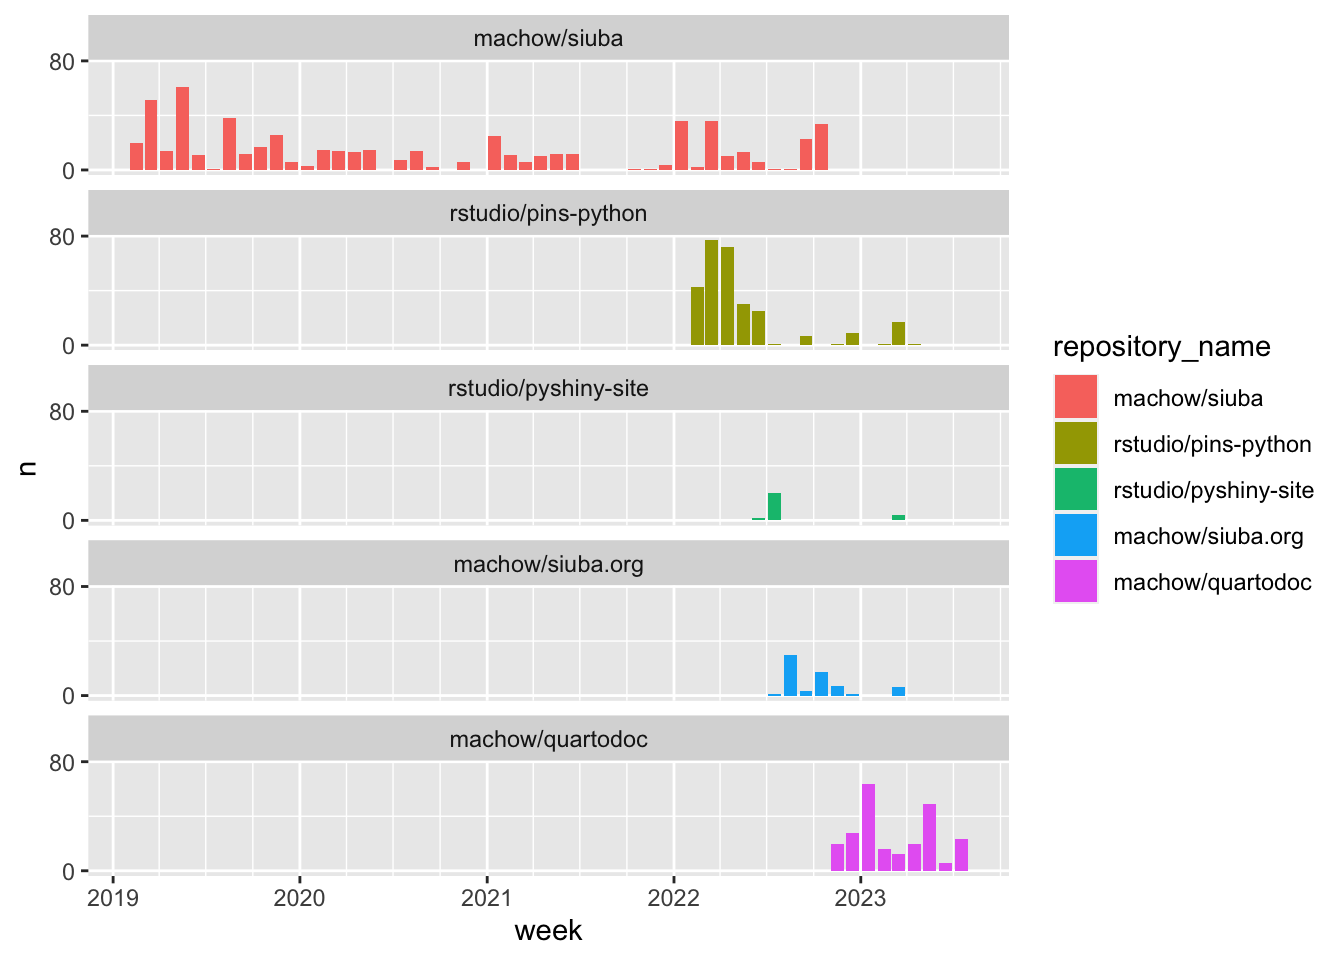 machow/siuba
80
0
rstudio/pins-python
80
0
rstudio/pyshiny-site
80
0
machow/siuba.org
80
0
machow/quartodoc
80
0
2019 2020 2021 2022 2023
week
n
repository_name
machow/siuba
rstudio/pins-python
rstudio/pyshiny-site
machow/siuba.org
machow/quartodoc